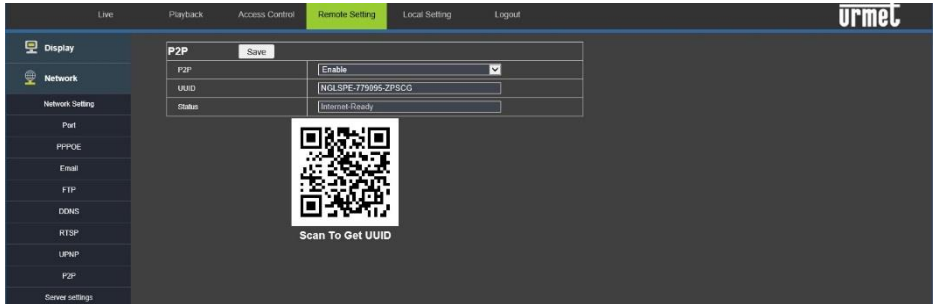 Live Playback Access Control Remote Setting Local Setting Logout urmet
Display
Network
Network Setting
Port
PPPOE
Email
FTP
DDNS
RTSP
UPNP
P2P
Server settings
P2P Save
P2P Enable
UUID NGLSPE-779095-ZPSCG
Status Internet-Ready
Scan To Get UUID